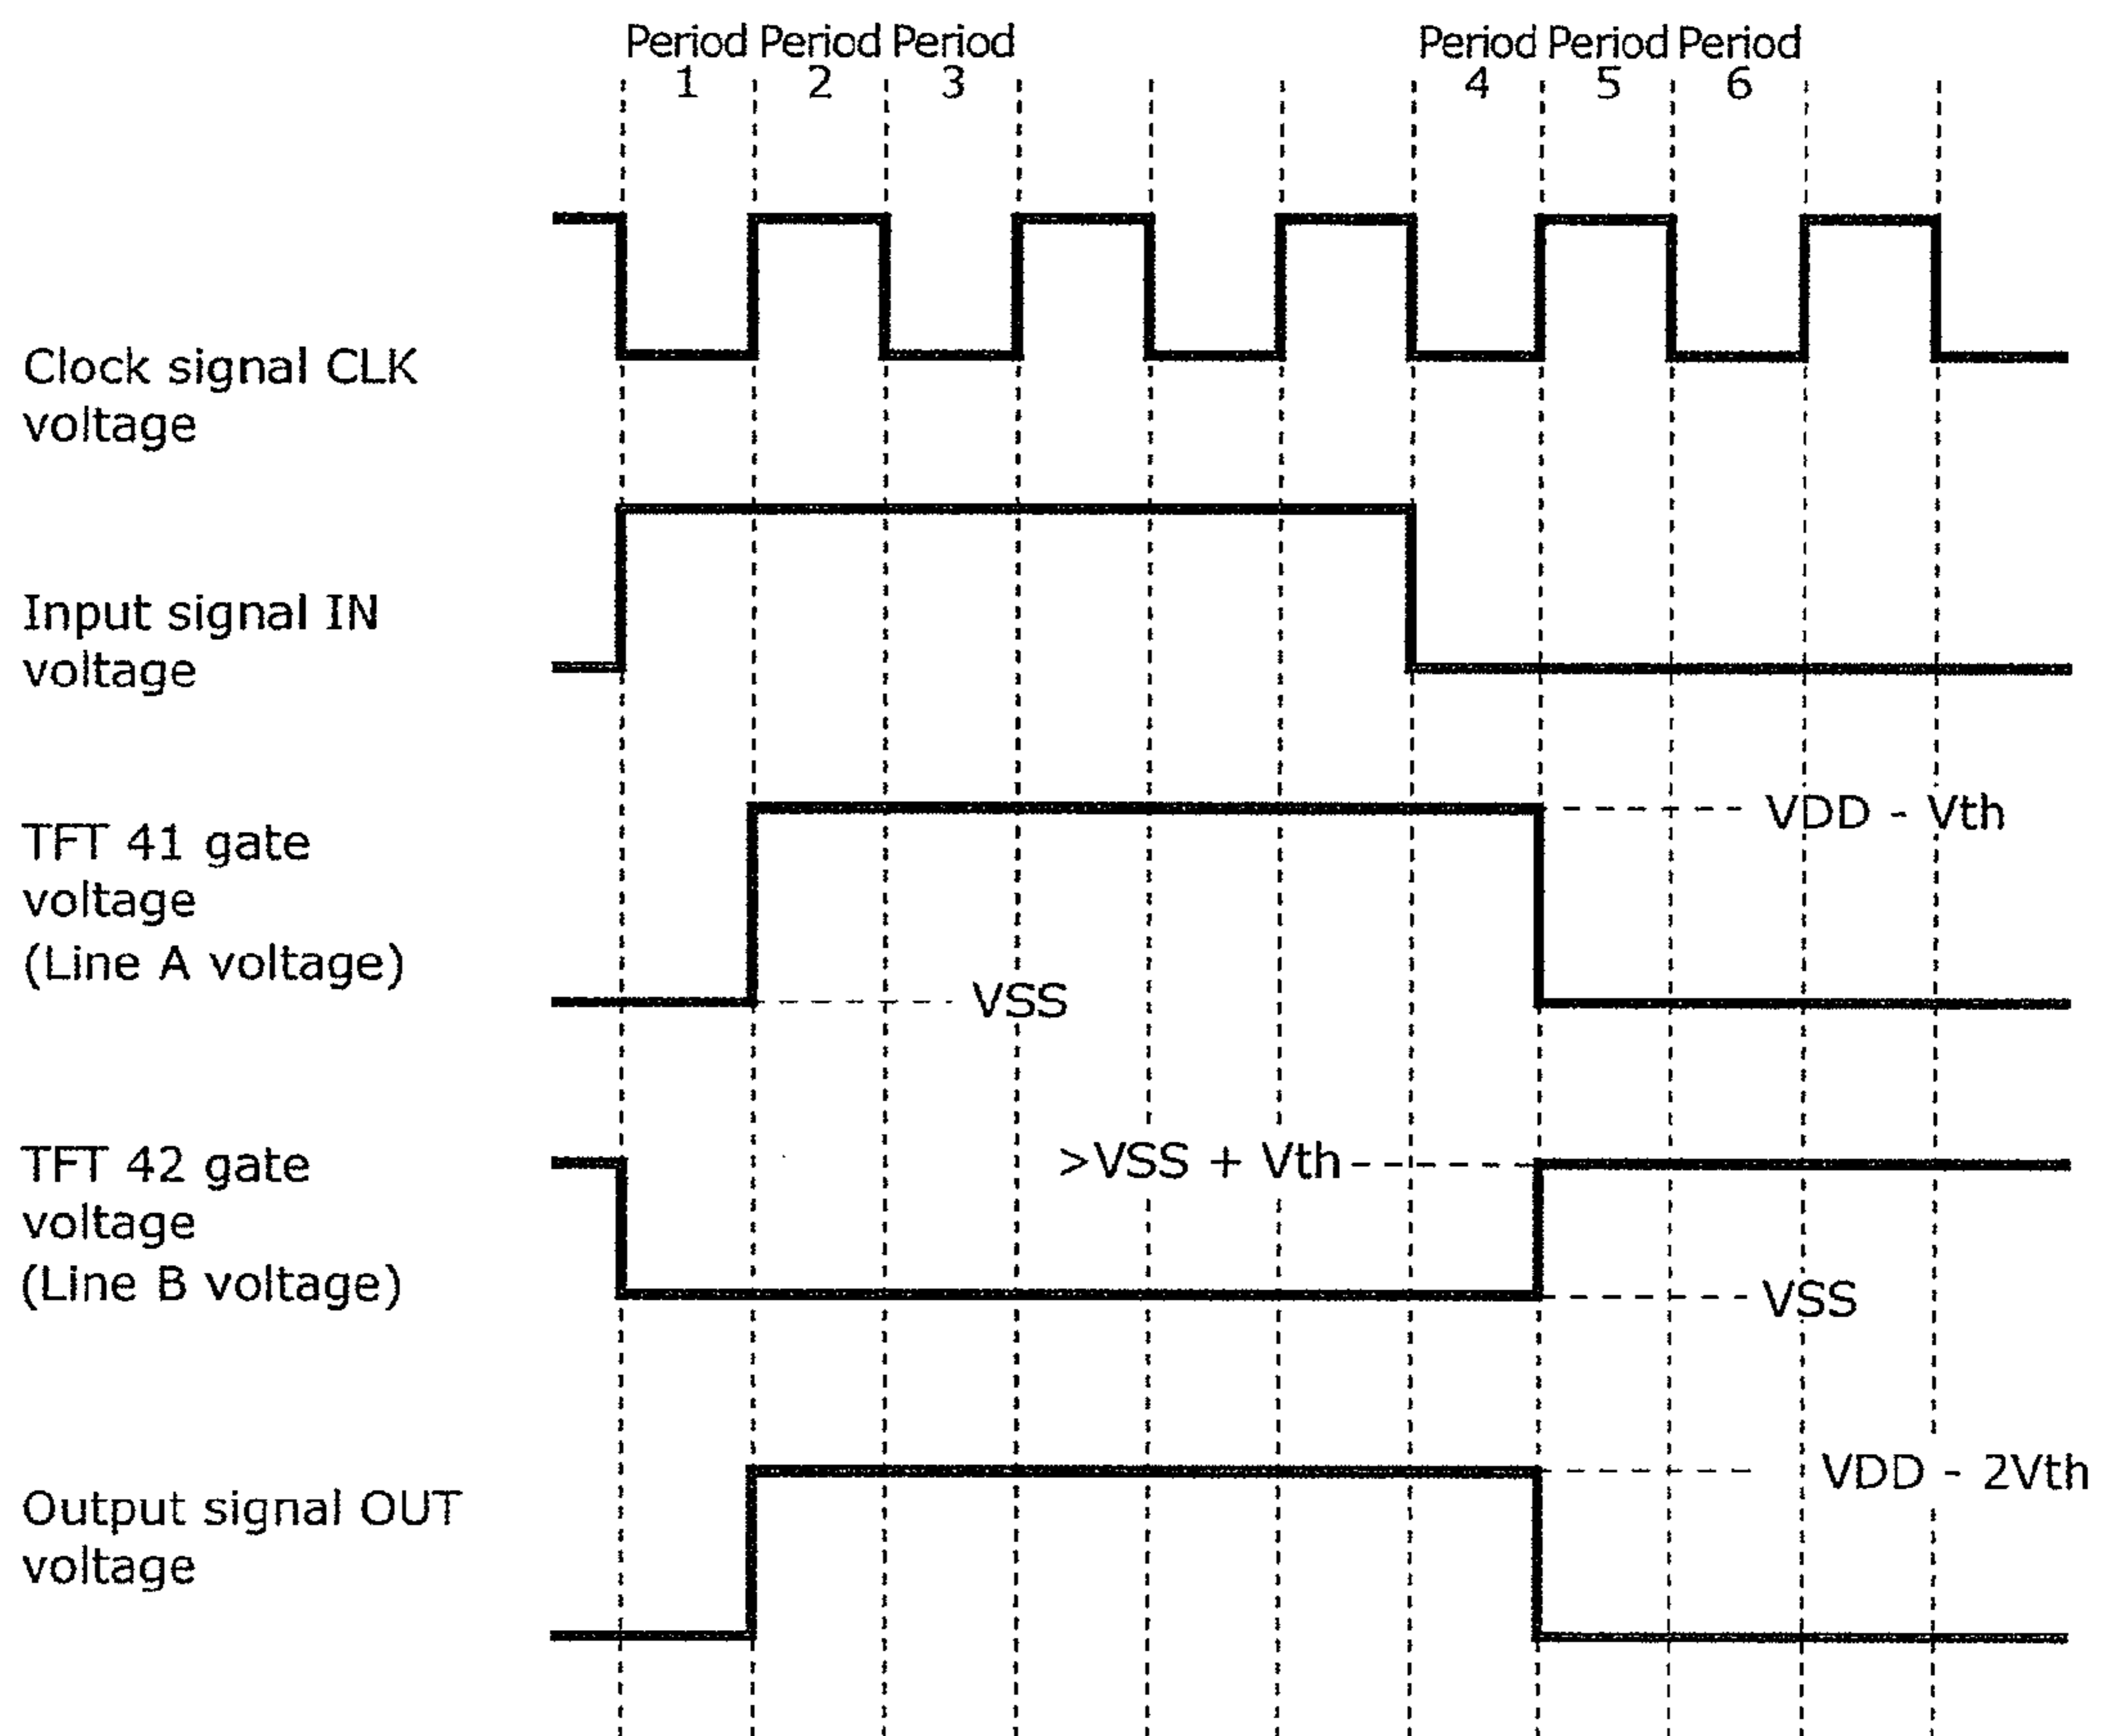 Period Period Period
1 2 3
Period Period Period
4 5 6
Clock signal CLK
voltage
Input signal IN
voltage
TFT 41 gate
voltage
(Line A voltage)
VDD - Vth
VSS
TFT 42 gate
voltage
(Line B voltage)
>VSS + Vth
VSS
Output signal OUT
voltage
VDD - 2Vth